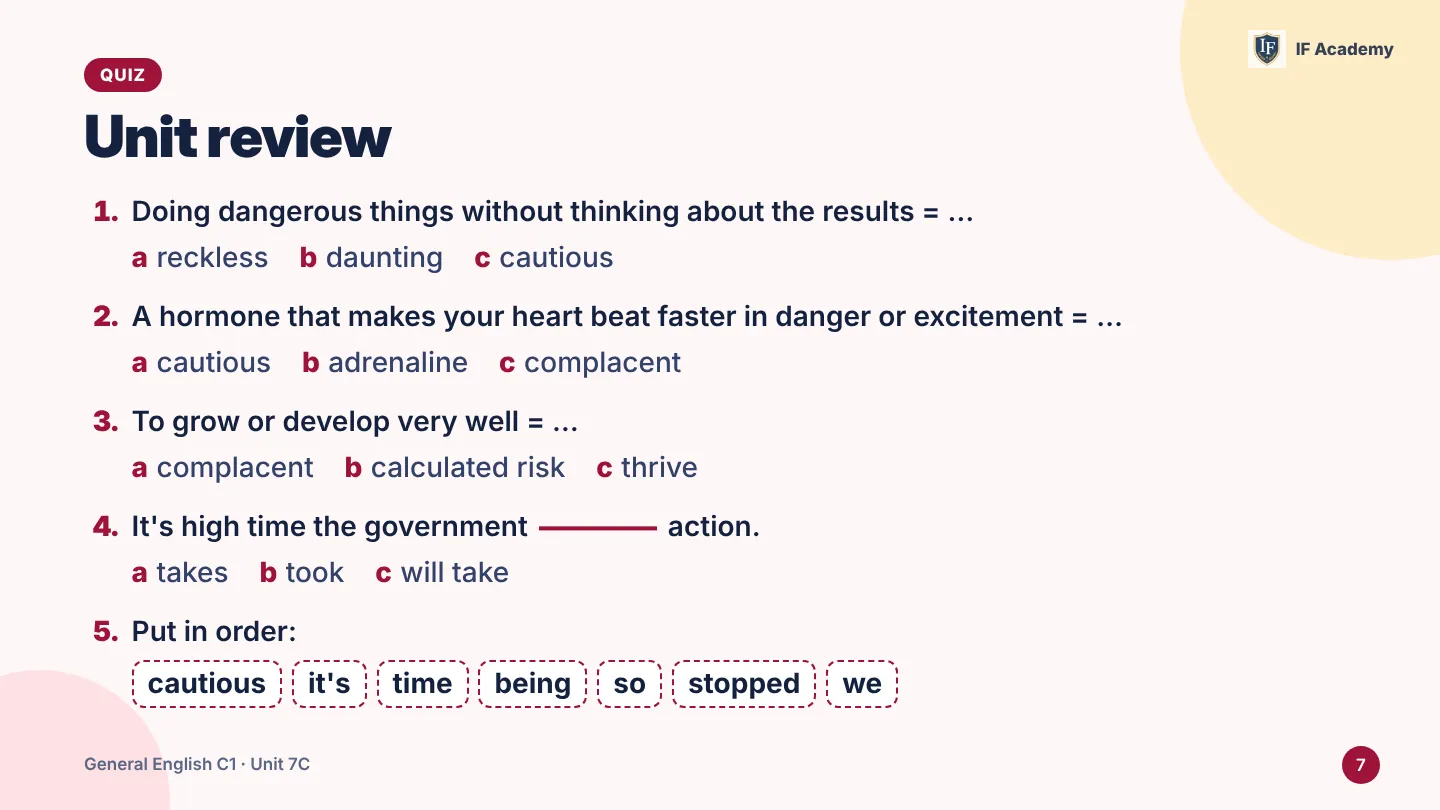 IF
IF Academy
QUIZ
Unit review
1. Doing dangerous things without thinking about the results = ...
a reckless b daunting c cautious
2. A hormone that makes your heart beat faster in danger or excitement = ...
a cautious b adrenaline c complacent
3. To grow or develop very well = ...
a complacent b calculated risk c thrive
4. It's high time the government ______ action.
a takes b took c will take
5. Put in order:
cautious it's time being so stopped we
General English C1 · Unit 7C
7